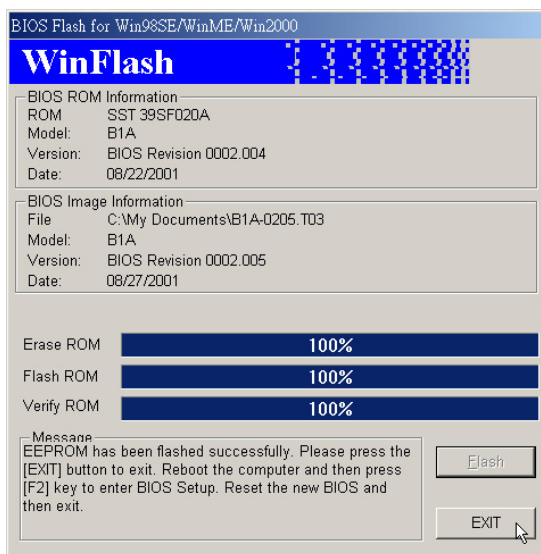 BIOS Flash for Win98SE/WinME/Win2000
WinFlash
BIOS ROM Information
ROM SST 39SF020A
Model: B1A
Version: BIOS Revision 0002.004
Date: 08/22/2001
BIOS Image Information
File C:\My Documents\B1A-0205.T03
Model: B1A
Version: BIOS Revision 0002.005
Date: 08/27/2001
Erase ROM 100%
Flash ROM 100%
Verify ROM 100%
Message
EEPROM has been flashed successfully. Please press the
[EXIT] button to exit. Reboot the computer and then press
[F2] key to enter BIOS Setup. Reset the new BIOS and
then exit.
Flash
EXIT